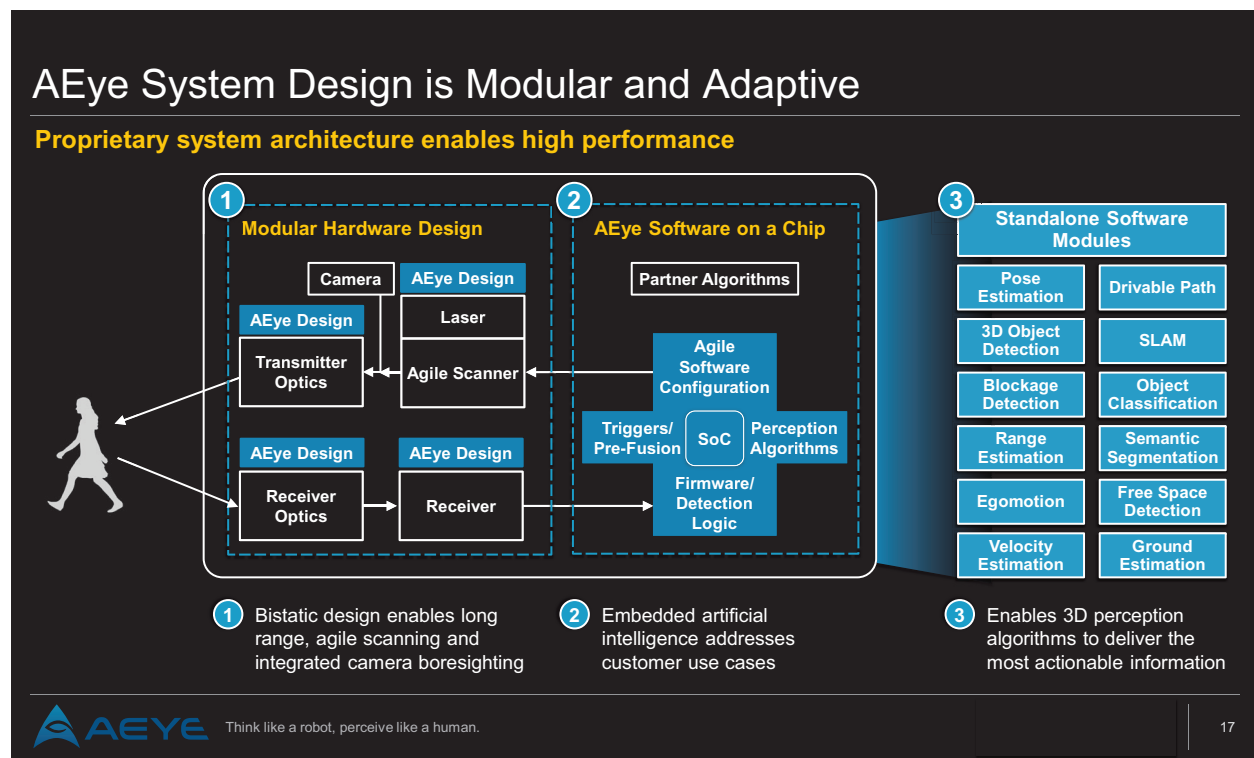 AEye System Design is Modular and Adaptive
Proprietary system architecture enables high performance
1
Modular Hardware Design
Camera
AEye Design
Laser
Agile Scanner
AEye Design
Transmitter
Optics
AEye Design
Receiver
Optics
AEye Design
Receiver
2
AEye Software on a Chip
Partner Algorithms
Agile
Software
Configuration
Triggers/
Pre-Fusion
SoC
Perception
Algorithms
Firmware/
Detection
Logic
3
Standalone Software
Modules
Pose
Estimation
Drivable Path
3D Object
Detection
SLAM
Blockage
Detection
Object
Classification
Range
Estimation
Semantic
Segmentation
Egomotion
Free Space
Detection
Velocity
Estimation
Ground
Estimation
1
Bistatic design enables long
range, agile scanning and
integrated camera boresighting
2
Embedded artificial
intelligence addresses
customer use cases
3
Enables 3D perception
algorithms to deliver the
most actionable information
AEYE
Think like a robot, perceive like a human.
17